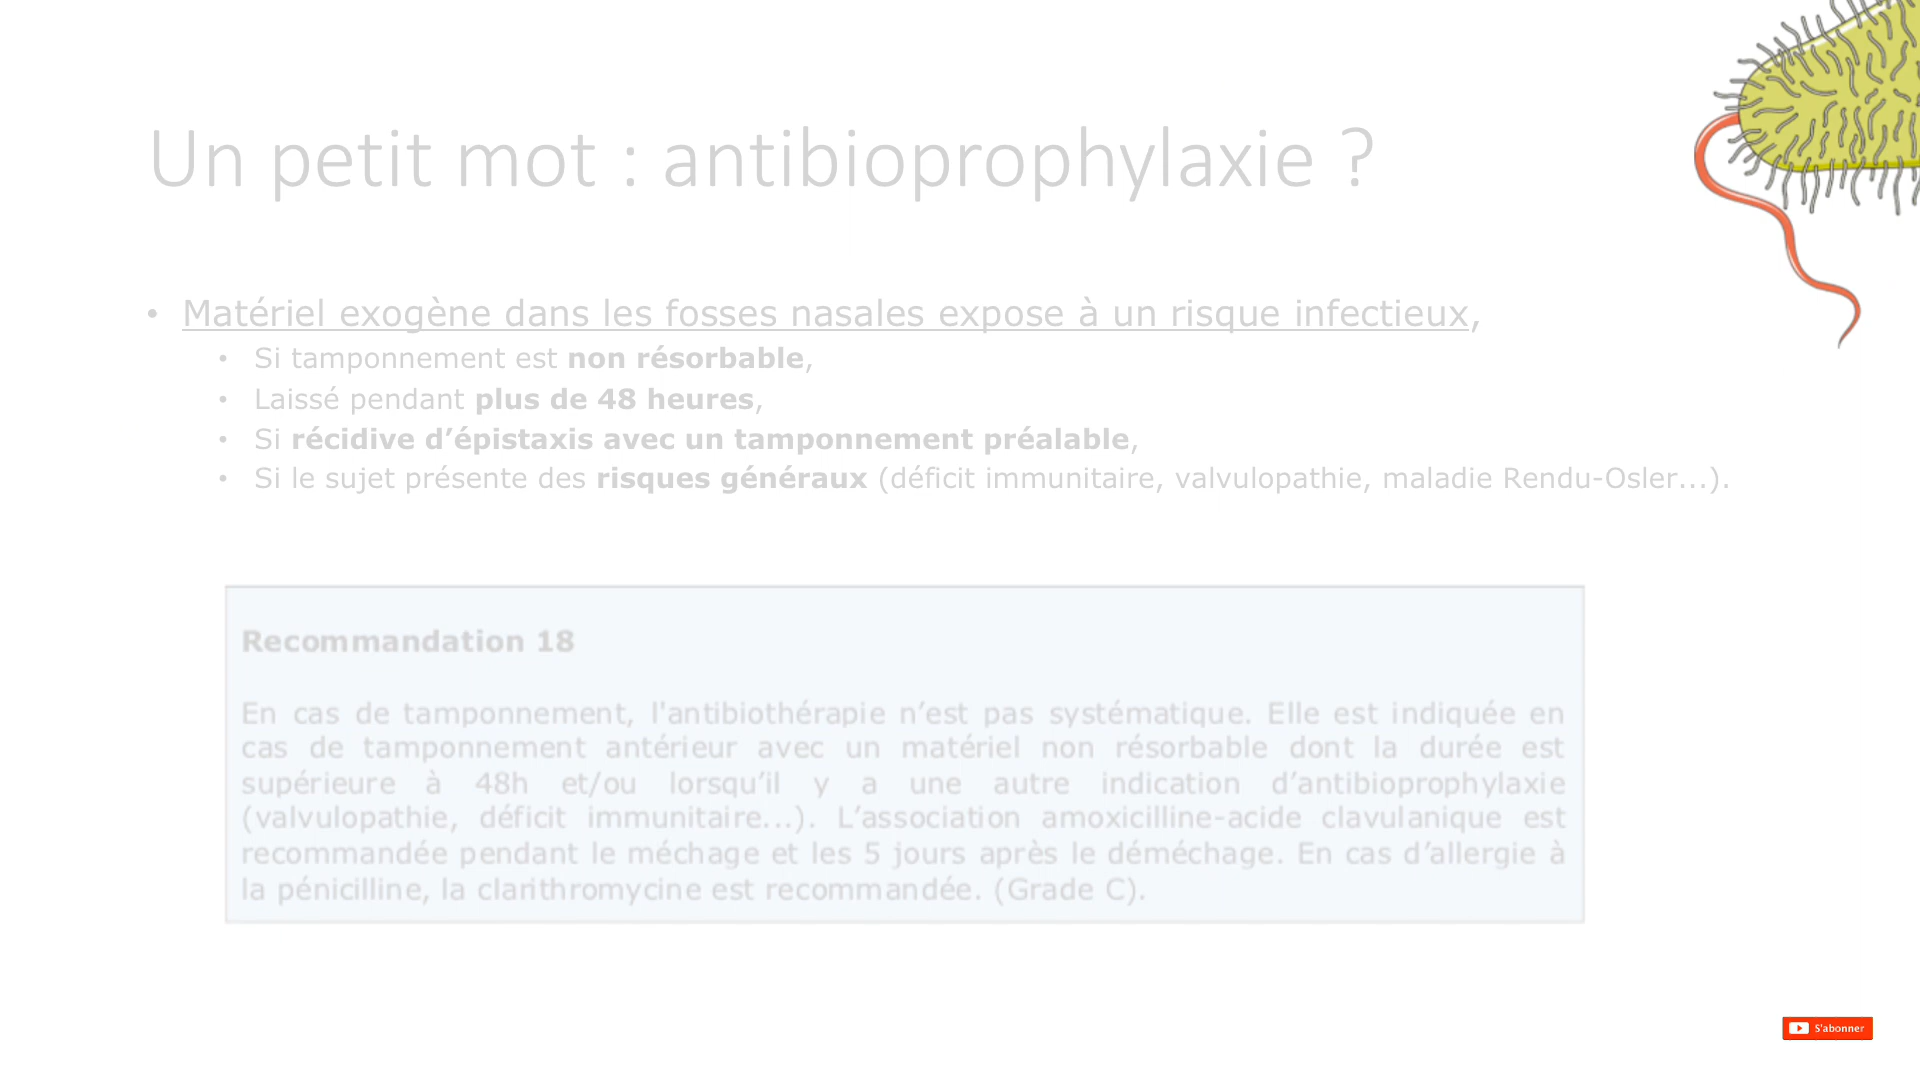 Un petit mot : antibioprophylaxie ?
• Matériel exogène dans les fosses nasales expose à un risque infectieux,
• Si tamponnement est non résorbable,
• Laissé pendant plus de 48 heures,
• Si récidive d’épistaxis avec un tamponnement préalable,
• Si le sujet présente des risques généraux (déficit immunitaire, valvulopathie, maladie Rendu-Osler...).
Recommandation 18
En cas de tamponnement, l'antibiothérapie n’est pas systématique. Elle est indiquée en
cas de tamponnement antérieur avec un matériel non résorbable dont la durée est
supérieure à 48h et/ou lorsqu’il y a une autre indication d’antibioprophylaxie
(valvulopathie, déficit immunitaire...). L’association amoxicilline-acide clavulanique est
recommandée pendant le méchage et les 5 jours après le déméchage. En cas d’allergie à
la pénicilline, la clarithromycine est recommandée. (Grade C).
S'abonner